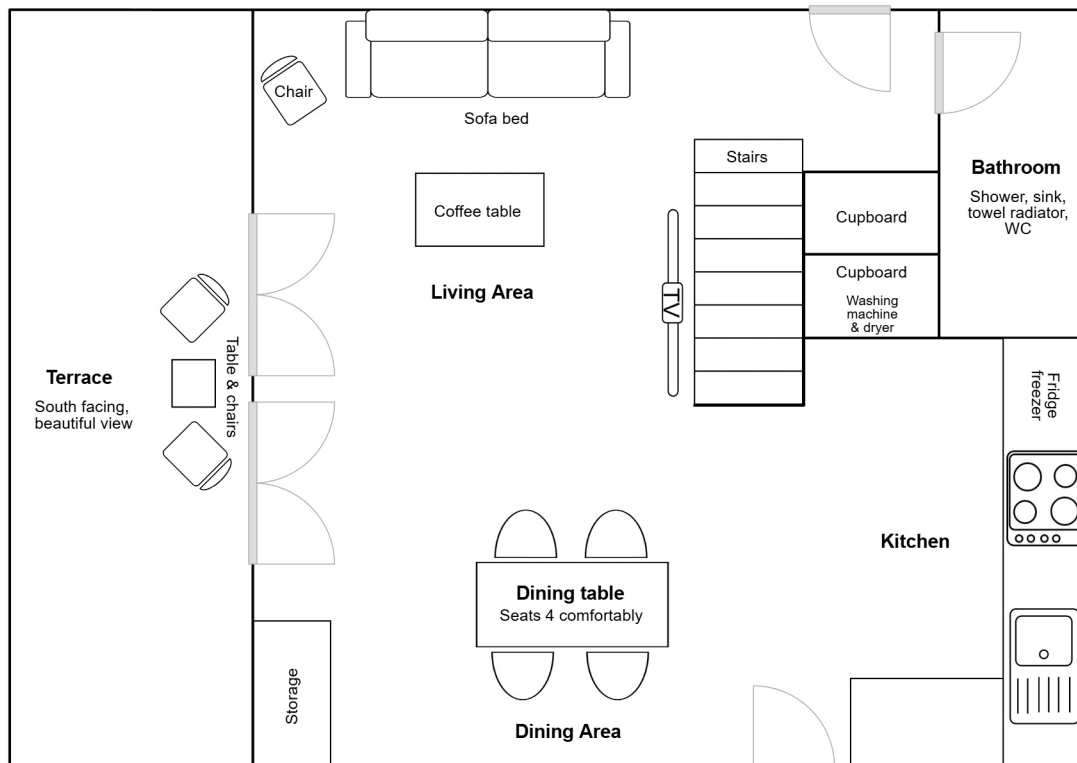 Chair
Sofa bed
Stairs
Bathroom
Shower, sink,
towel radiator,
WC
Coffee table
Cupboard
Cupboard
Washing
machine
& dryer
Living Area
TV
Table & chairs
Terrace
South facing,
beautiful view
Fridge
freezer
Kitchen
Dining table
Seats 4 comfortably
Storage
Dining Area